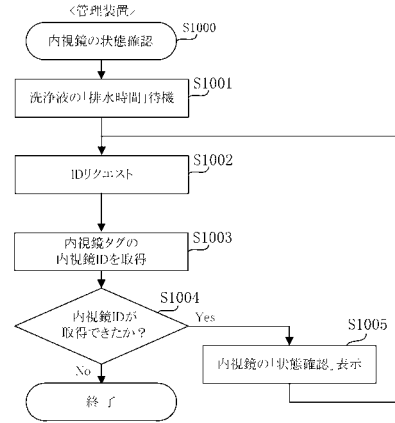 <管理装置>
内視鏡の状態確認
S1000
洗浄液の「排水時間」待機
S1001
IDリクエスト
S1002
内視鏡タグの
内視鏡IDを取得
S1003
内視鏡IDが
取得できたか?
S1004
Yes
S1005
内視鏡の「状態確認」表示
No
終了